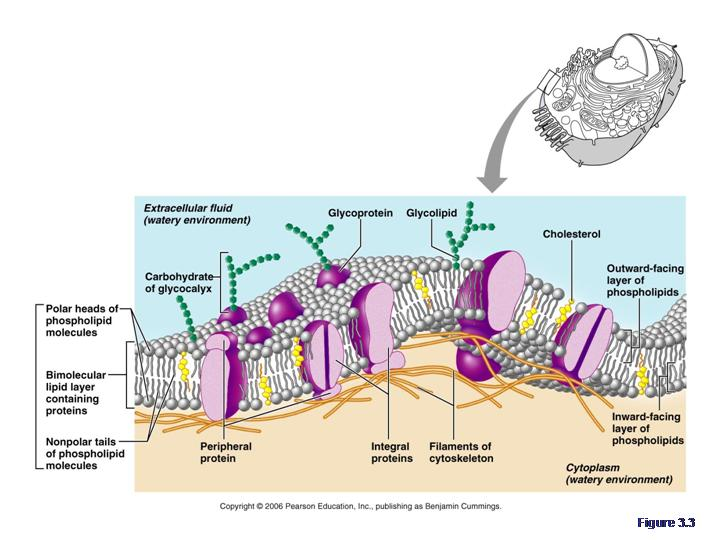 Extracellular fluid
(watery environment)
Glycoprotein
Glycolipid
Cholesterol
Carbohydrate
of glycocalyx
Outward-facing
layer of
phospholipids
Polar heads of
phospholipid
molecules
Bimolecular
lipid layer
containing
proteins
Nonpolar tails
of phospholipid
molecules
Peripheral
protein
Integral
proteins
Filaments of
cytoskeleton
Inward-facing
layer of
phospholipids
Cytoplasm
(watery environment)
Copyright © 2006 Pearson Education, Inc., publishing as Benjamin Cummings.
Figure 3.3